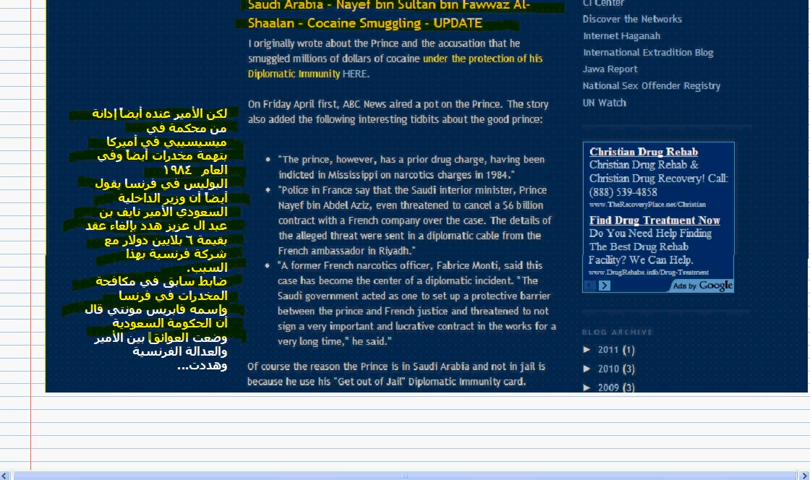 Saudi Arabia - Nayef bin Sultan bin Fawwaz Al-
Shaalan - Cocaine Smuggling - UPDATE
I originally wrote about the Prince and the accusation that he
smuggled millions of dollars of cocaine under the protection of his
Diplomatic Immunity HERE.
On Friday April first, ABC News aired a pot on the Prince. The story
also added the following interesting tidbits about the good prince:
"The prince, however, has a prior drug charge, having been
indicted in Mississippi on narcotics charges in 1984."
"Police in France say that the Saudi interior minister, Prince
Nayef bin Abdel Aziz, even threatened to cancel a $6 billion
contract with a French company over the case. The details of
the alleged threat were sent in a diplomatic cable from the
French ambassador in Riyadh."
"A former French narcotics officer, Fabrice Monti, said this
case has become the center of a diplomatic incident. "The
Saudi government acted as one to set up a protective barrier
between the prince and French justice and threatened to not
sign a very important and lucrative contract in the works for a
very long time," he said."
Of course the reason the Prince is in Saudi Arabia and not in jail is
because he use his "Get out of Jail" Diplomatic Immunity card.
لكن الأمير عنده أيضاً إدانة
من محكمة في
ميسيسيبي في أميركا
بتهمة مخدرات أيضاً وفي
العام ١٩٨٤
البوليس في فرنسا يقول
أيضاً أن وزير الداخلية
السعودي الأمير نايف بن
عبد ال عزيز هدد بإلغاء عقد
بقيمة ٦ بلايين دولار مع
شركة فرنسية بهذا
السبب.
ضابط سابق في مكافحة
المخدرات في فرنسا
وإسمه فابريس مونتي قال
أن الحكومة السعودية
وضعت العوائق بين الأمير
والعدالة الفرنسية
وهددت...
CI Center
Discover the Networks
Internet Haganah
International Extradition Blog
Jawa Report
National Sex Offender Registry
UN Watch
Christian Drug Rehab
Christian Drug Rehab &
Christian Drug Recovery! Call:
(888) 539-4858
www.TheRecoveryPlace.net/Christian
Find Drug Treatment Now
Do You Need Help Finding
The Best Drug Rehab
Facility? We Can Help.
www.DrugRehabs.info/Drug-Treatment
Ads by Google
BLOG ARCHIVE
► 2011 (1)
► 2010 (3)
► 2009 (3)